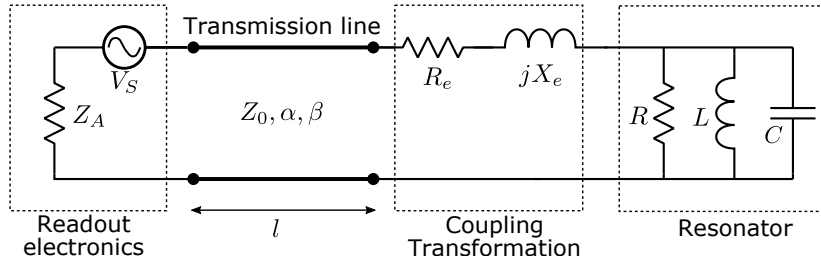 Transmission line
V_S
R_e
jX_e
Z_A
Z_0, α, β
R
L
C
l
Readout
electronics
Coupling
Transformation
Resonator